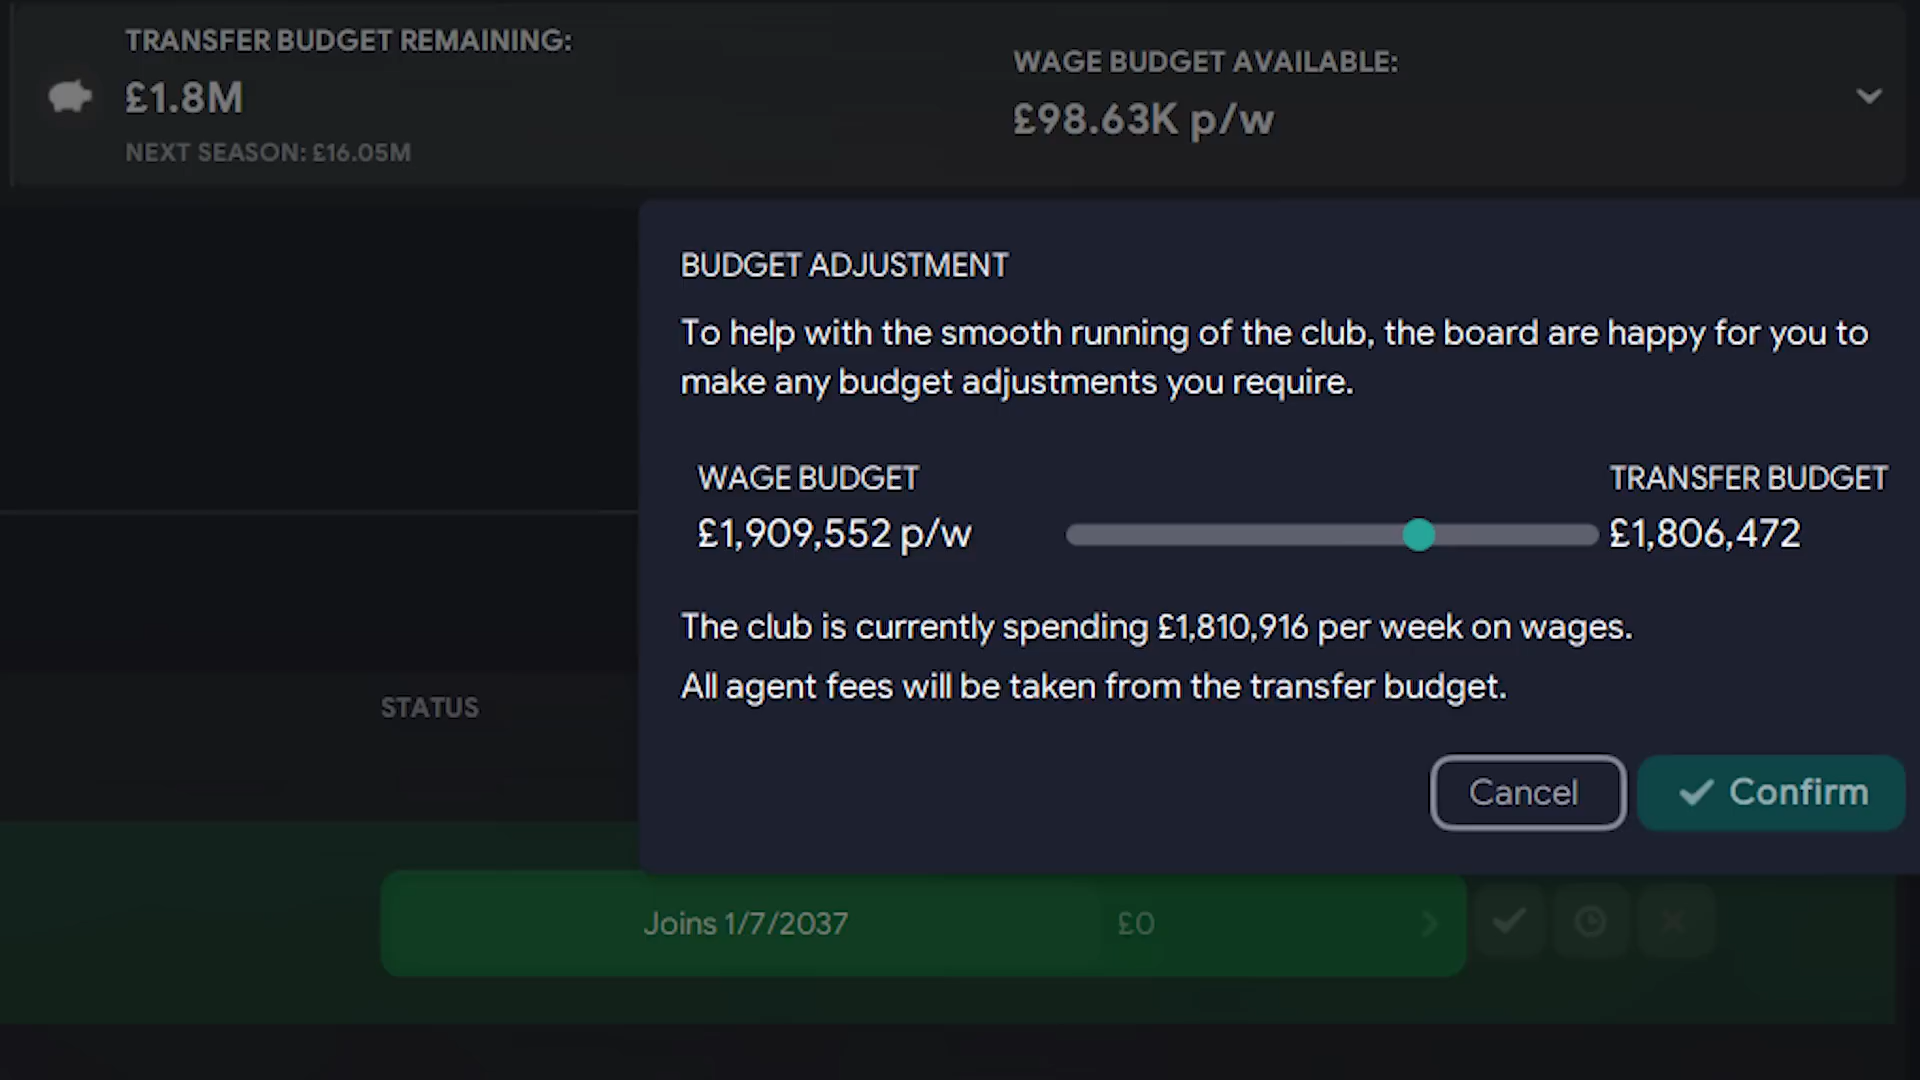 TRANSFER BUDGET REMAINING:
£1.8M
NEXT SEASON: £16.05M
WAGE BUDGET AVAILABLE:
£98.63K p/w
BUDGET ADJUSTMENT
To help with the smooth running of the club, the board are happy for you to
make any budget adjustments you require.
WAGE BUDGET
£1,909,552 p/w
TRANSFER BUDGET
£1,806,472
The club is currently spending £1,810,916 per week on wages.
All agent fees will be taken from the transfer budget.
Cancel
Confirm
STATUS
Joins 1/7/2037
£0